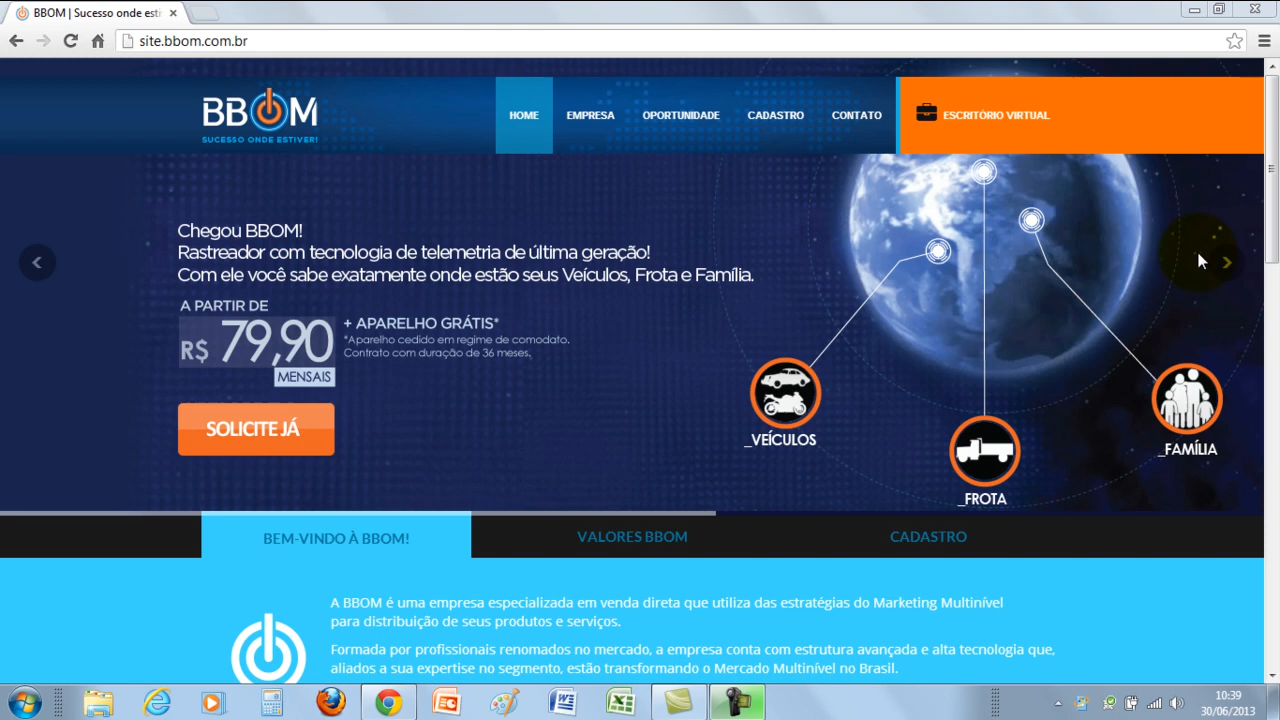 BBOM | Sucesso onde esti
site.bbom.com.br
BBOM
SUCESSO ONDE ESTIVER!
HOME
EMPRESA
OPORTUNIDADE
CADASTRO
CONTATO
ESCRITÓRIO VIRTUAL
Chegou BBOM!
Rastreador com tecnologia de telemetria de última geração!
Com ele você sabe exatamente onde estão seus Veículos, Frota e Família.
A PARTIR DE
R$ 79,90
MENSAIS
+ APARELHO GRÁTIS*
*Aparelho cedido em regime de comodato.
Contrato com duração de 36 meses.
SOLICITE JÁ
_VEÍCULOS
_FROTA
_FAMÍLIA
BEM-VINDO À BBOM!
VALORES BBOM
CADASTRO
A BBOM é uma empresa especializada em venda direta que utiliza das estratégias do Marketing Multinível
para distribuição de seus produtos e serviços.
Formada por profissionais renomados no mercado, a empresa conta com estrutura avançada e alta tecnologia que,
aliados a sua expertise no segmento, estão transformando o Mercado Multinível no Brasil.
10:39
30/06/2013